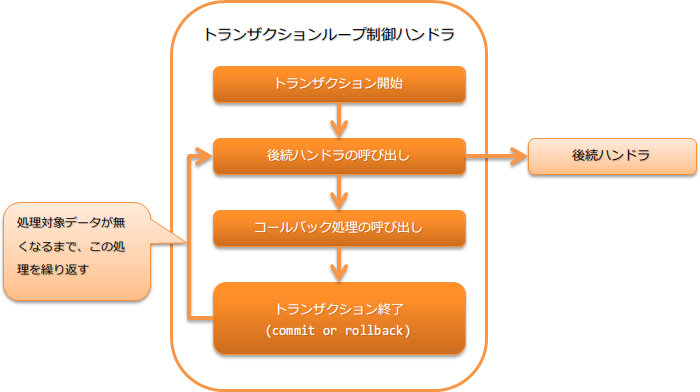 トランザクションループ制御ハンドラ
トランザクション開始
後続ハンドラの呼び出し
後続ハンドラ
コールバック処理の呼び出し
処理対象データが無
くなるまで、この処
理を繰り返す
トランザクション終了
(commit or rollback)